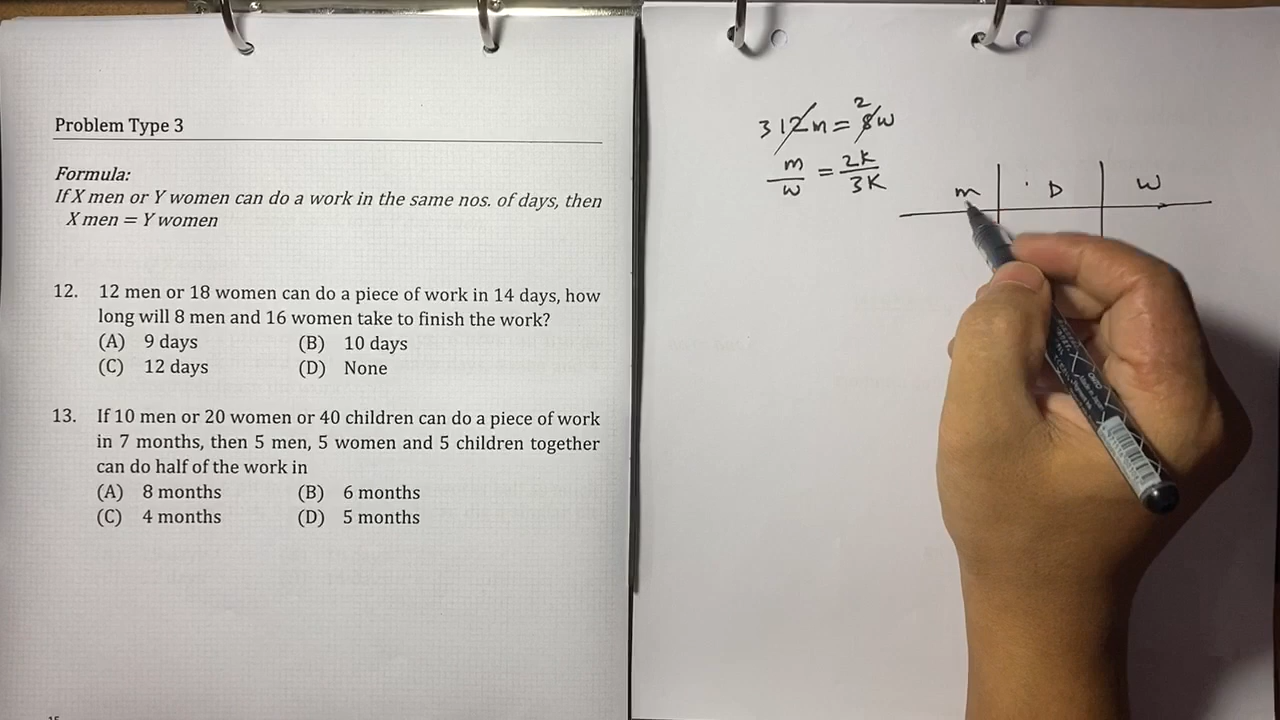 Problem Type 3
Formula:
If X men or Y women can do a work in the same nos. of days, then
X men = Y women
12. 12 men or 18 women can do a piece of work in 14 days, how
long will 8 men and 16 women take to finish the work?
(A) 9 days (B) 10 days
(C) 12 days (D) None
13. If 10 men or 20 women or 40 children can do a piece of work
in 7 months, then 5 men, 5 women and 5 children together
can do half of the work in
(A) 8 months (B) 6 months
(C) 4 months (D) 5 months
3 12m = 2 8w
m/w = 2K/3K
m D W